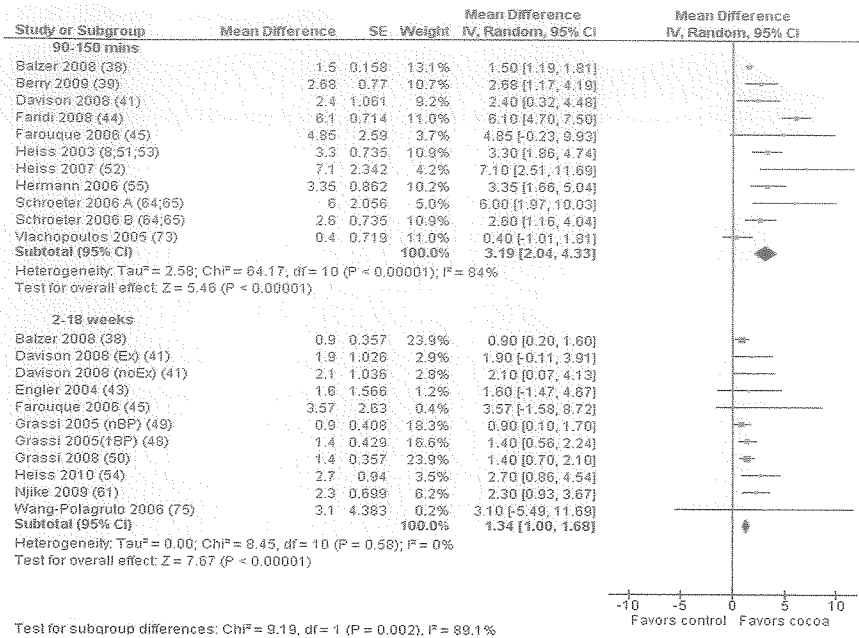 Mean Difference Mean Difference
Study or Subgroup Mean Difference SE Weight IV, Random, 95% CI IV, Random, 95% CI
90-150 mins
Balzer 2008 (38) 1.5 0.158 13.1% 1.50 [1.19, 1.81]
Berry 2009 (39) 2.68 0.77 10.7% 2.68 [1.17, 4.19]
Davison 2008 (41) 2.4 1.061 9.2% 2.40 [0.32, 4.48]
Faridi 2008 (44) 6.1 0.714 11.0% 6.10 [4.70, 7.50]
Farouque 2006 (45) 4.85 2.59 3.7% 4.85 [-0.23, 9.93]
Heiss 2003 (8;51;53) 3.3 0.735 10.9% 3.30 [1.86, 4.74]
Heiss 2007 (52) 7.1 2.342 4.2% 7.10 [2.51, 11.69]
Hermann 2006 (55) 3.35 0.862 10.2% 3.35 [1.66, 5.04]
Schroeter 2006 A (64;65) 6 2.056 5.0% 6.00 [1.97, 10.03]
Schroeter 2006 B (64;65) 2.6 0.735 10.9% 2.60 [1.16, 4.04]
Vlachopoulos 2005 (73) 0.4 0.719 11.0% 0.40 [-1.01, 1.81]
Subtotal (95% CI) 100.0% 3.19 [2.04, 4.33]
Heterogeneity: Tau² = 2.58; Chi² = 64.17, df = 10 (P < 0.00001); I² = 84%
Test for overall effect: Z = 5.46 (P < 0.00001)
2-18 weeks
Balzer 2008 (38) 0.9 0.357 23.9% 0.90 [0.20, 1.60]
Davison 2008 (Ex) (41) 1.9 1.026 2.9% 1.90 [-0.11, 3.91]
Davison 2008 (noEx) (41) 2.1 1.036 2.8% 2.10 [0.07, 4.13]
Engler 2004 (43) 1.6 1.566 1.2% 1.60 [-1.47, 4.67]
Farouque 2006 (45) 3.57 2.63 0.4% 3.57 [-1.58, 8.72]
Grassi 2005 (nBP) (49) 0.9 0.408 18.3% 0.90 [0.10, 1.70]
Grassi 2005(↑BP) (48) 1.4 0.429 16.6% 1.40 [0.56, 2.24]
Grassi 2008 (50) 1.4 0.357 23.9% 1.40 [0.70, 2.10]
Heiss 2010 (54) 2.7 0.94 3.5% 2.70 [0.86, 4.54]
Njike 2009 (61) 2.3 0.699 6.2% 2.30 [0.93, 3.67]
Wang-Polagruto 2006 (75) 3.1 4.383 0.2% 3.10 [-5.49, 11.69]
Subtotal (95% CI) 100.0% 1.34 [1.00, 1.68]
Heterogeneity: Tau² = 0.00; Chi² = 8.45, df = 10 (P = 0.58); I² = 0%
Test for overall effect: Z = 7.67 (P < 0.00001)
-10 -5 0 5 10
Favors control Favors cocoa
Test for subgroup differences: Chi² = 9.19, df = 1 (P = 0.002), I² = 89.1%